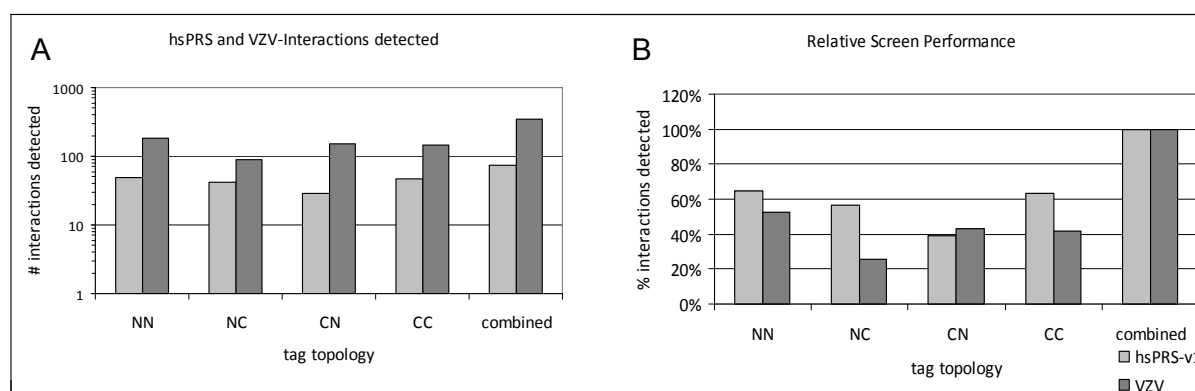 A
hsPRS and VZV-Interactions detected
# interactions detected
1000
100
10
1
NN NC CN CC combined
tag topology
B
Relative Screen Performance
% interactions detected
120%
100%
80%
60%
40%
20%
0%
NN NC CN CC combined
tag topology
hsPRS-v1
VZV